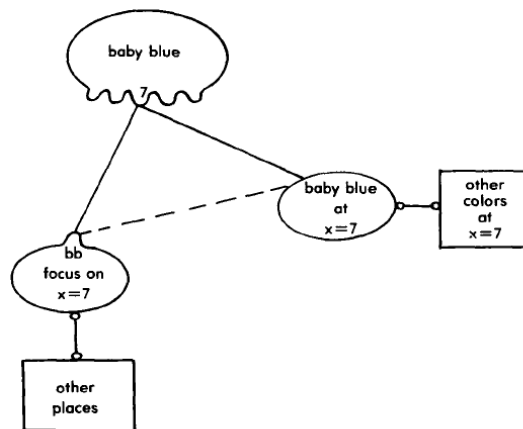 baby blue
7
baby blue
at
x=7
other
colors
at
x=7
bb
focus on
x=7
other
places